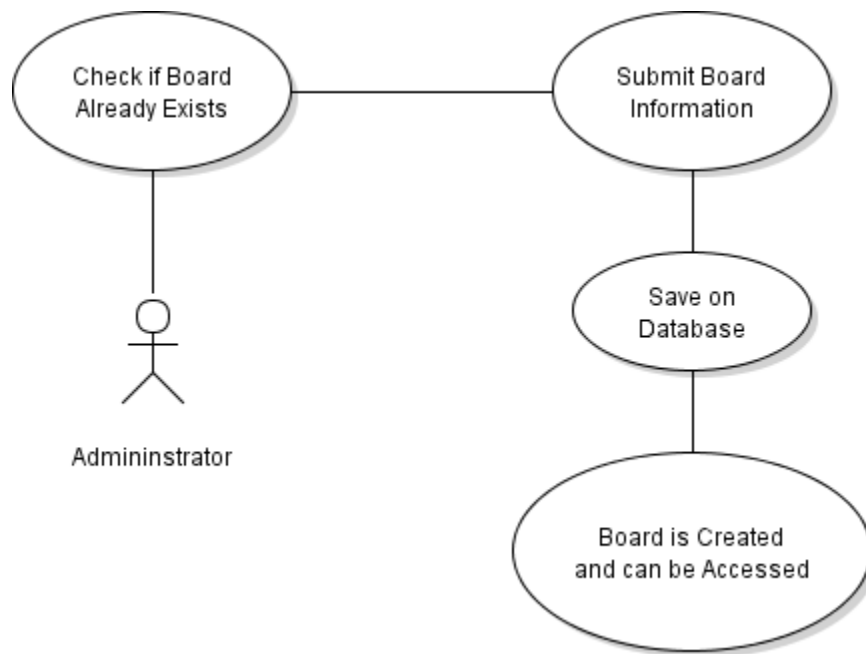 Check if Board
Already Exists
Submit Board
Information
Save on
Database
Admininstrator
Board is Created
and can be Accessed